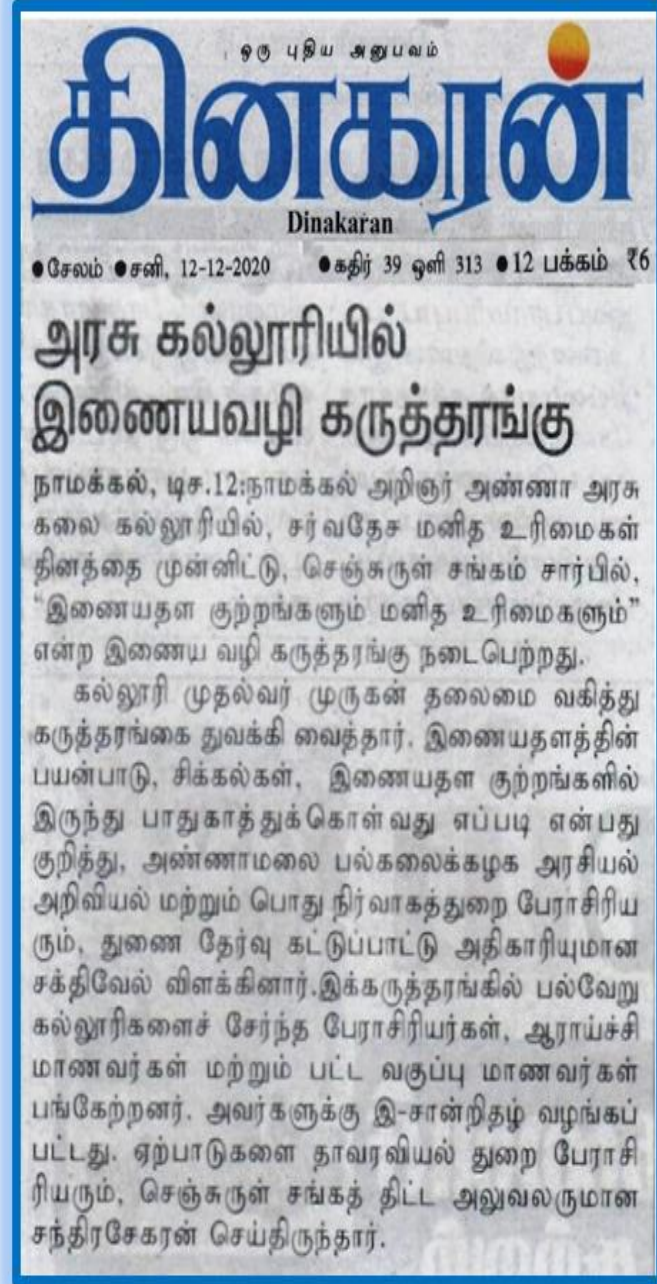 ஒரு புதிய அனுபவம்
தினகரன்
Dinakaran
●சேலம் ●சனி, 12-12-2020 ●கதிர் 39 ஒளி 313 ●12 பக்கம் ₹6
அரசு கல்லூரியில்
இணையவழி கருத்தரங்கு
நாமக்கல், டிச.12:நாமக்கல் அறிஞர் அண்ணா அரசு
கலை கல்லூரியில், சர்வதேச மனித உரிமைகள்
தினத்தை முன்னிட்டு, செஞ்சுருள் சங்கம் சார்பில்,
“இணையதள குற்றங்களும் மனித உரிமைகளும்”
என்ற இணைய வழி கருத்தரங்கு நடைபெற்றது.
கல்லூரி முதல்வர் முருகன் தலைமை வகித்து
கருத்தரங்கை துவக்கி வைத்தார். இணையதளத்தின்
பயன்பாடு, சிக்கல்கள், இணையதள குற்றங்களில்
இருந்து பாதுகாத்துக்கொள்வது எப்படி என்பது
குறித்து, அண்ணாமலை பல்கலைக்கழக அரசியல்
அறிவியல் மற்றும் பொது நிர்வாகத்துறை பேராசிரிய
ரும், துணை தேர்வு கட்டுப்பாட்டு அதிகாரியுமான
சக்திவேல் விளக்கினார்.இக்கருத்தரங்கில் பல்வேறு
கல்லூரிகளைச் சேர்ந்த பேராசிரியர்கள், ஆராய்ச்சி
மாணவர்கள் மற்றும் பட்ட வகுப்பு மாணவர்கள்
பங்கேற்றனர். அவர்களுக்கு இ-சான்றிதழ் வழங்கப்
பட்டது. ஏற்பாடுகளை தாவரவியல் துறை பேராசி
ரியரும், செஞ்சுருள் சங்கத் திட்ட அலுவலருமான
சந்திரசேகரன் செய்திருந்தார்.